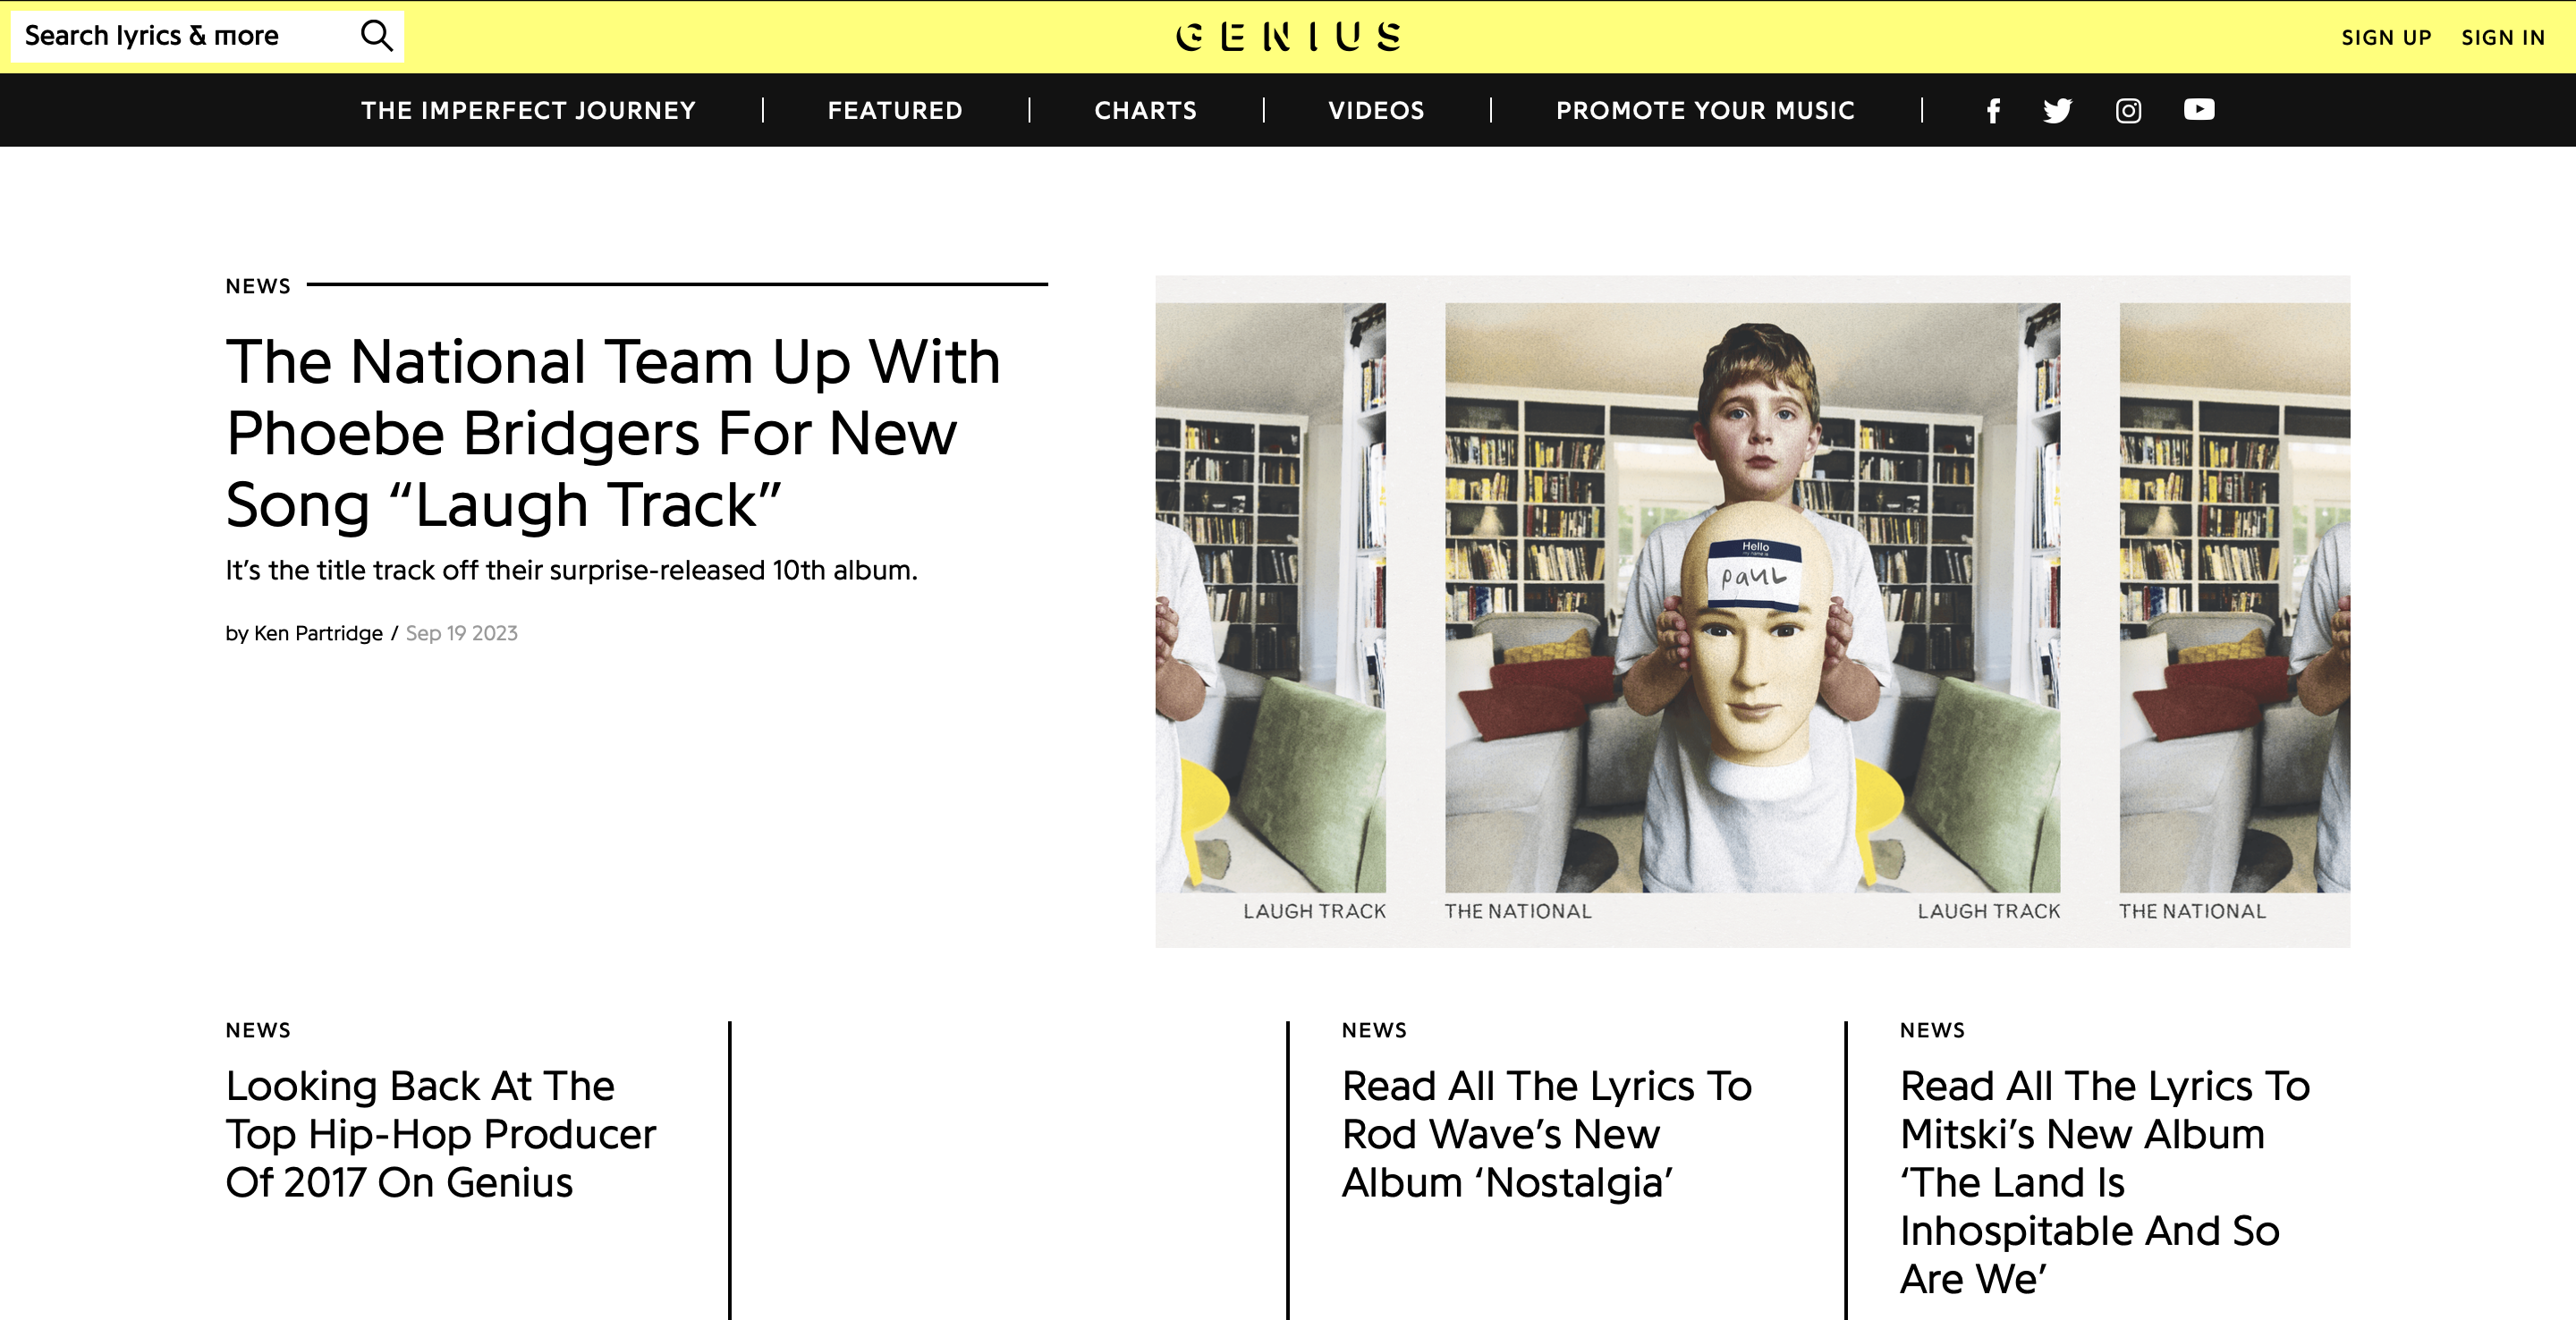 Search lyrics & more
GENIUS
SIGN UP
SIGN IN
THE IMPERFECT JOURNEY
FEATURED
CHARTS
VIDEOS
PROMOTE YOUR MUSIC
NEWS
The National Team Up With
Phoebe Bridgers For New
Song “Laugh Track”
It’s the title track off their surprise-released 10th album.
by Ken Partridge / Sep 19 2023
Hello
my name is
PAUL
LAUGH TRACK
THE NATIONAL
LAUGH TRACK
THE NATIONAL
NEWS
Looking Back At The
Top Hip-Hop Producer
Of 2017 On Genius
NEWS
Read All The Lyrics To
Rod Wave’s New
Album ‘Nostalgia’
NEWS
Read All The Lyrics To
Mitski’s New Album
‘The Land Is
Inhospitable And So
Are We’